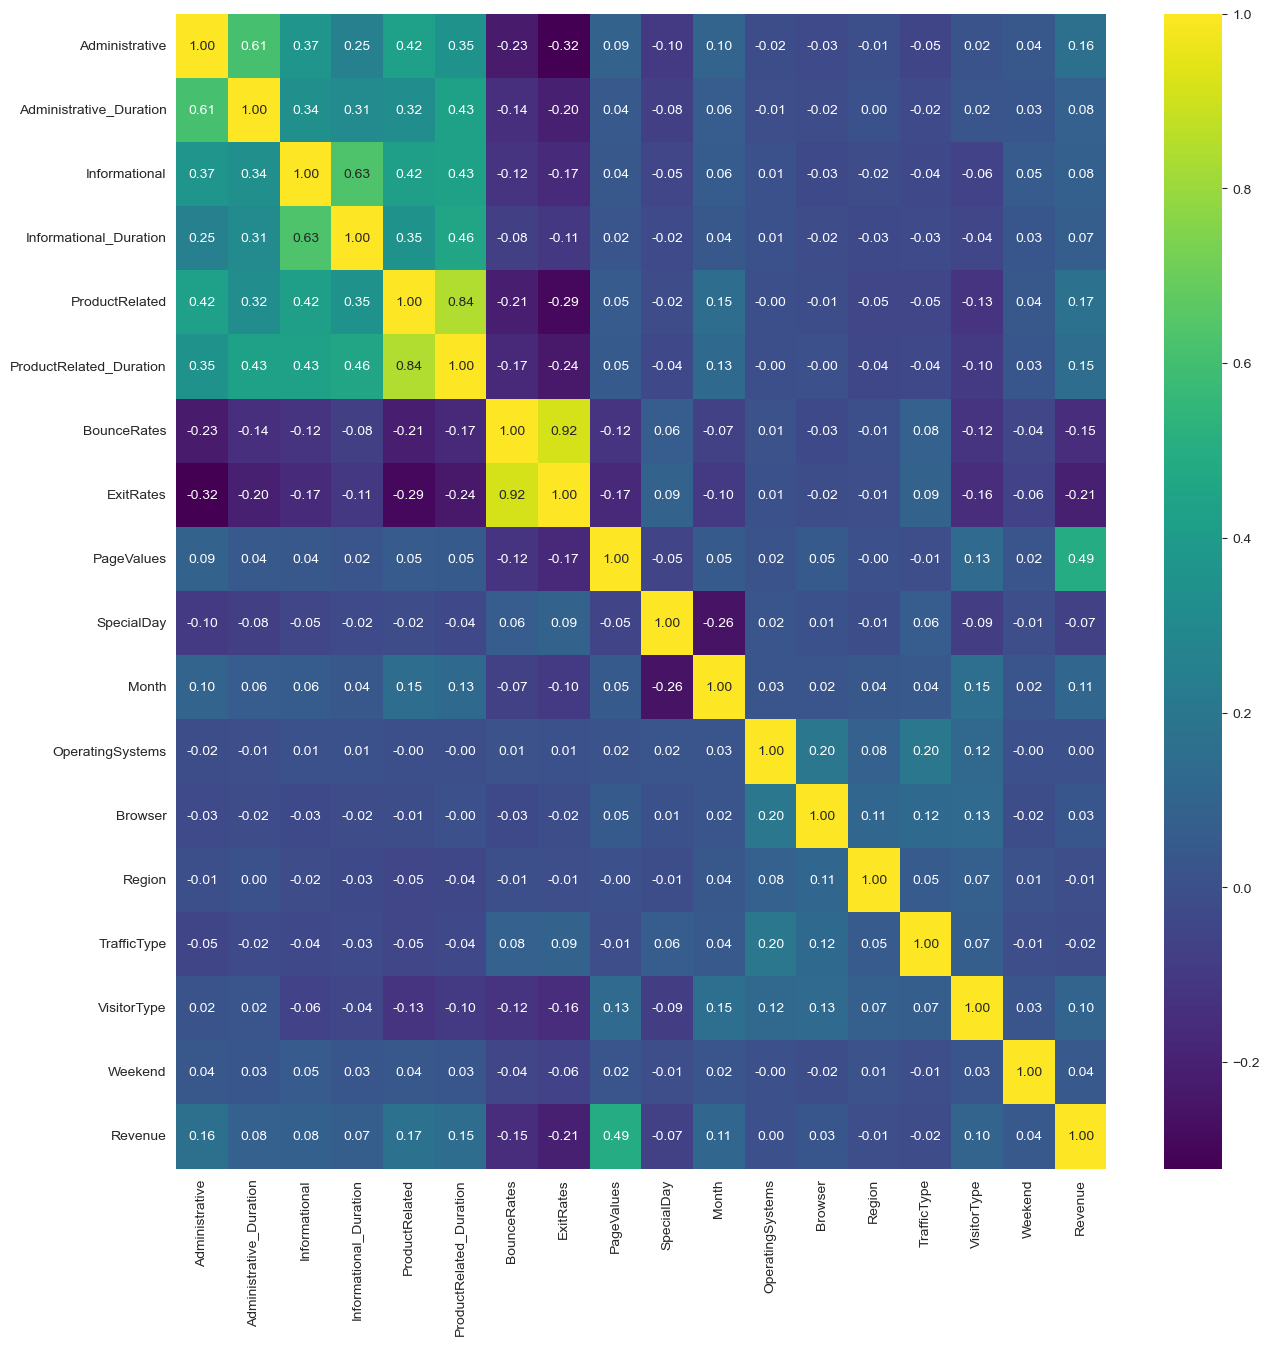 Administrative 1.00 0.61 0.37 0.25 0.42 0.35 -0.23 -0.32 0.09 -0.10 0.10 -0.02 -0.03 -0.01 -0.05 0.02 0.04 0.16
Administrative_Duration 0.61 1.00 0.34 0.31 0.32 0.43 -0.14 -0.20 0.04 -0.08 0.06 -0.01 -0.02 0.00 -0.02 0.02 0.03 0.08
Informational 0.37 0.34 1.00 0.63 0.42 0.43 -0.12 -0.17 0.04 -0.05 0.06 0.01 -0.03 -0.02 -0.04 -0.06 0.05 0.08
Informational_Duration 0.25 0.31 0.63 1.00 0.35 0.46 -0.08 -0.11 0.02 -0.02 0.04 0.01 -0.02 -0.03 -0.03 -0.04 0.03 0.07
ProductRelated 0.42 0.32 0.42 0.35 1.00 0.84 -0.21 -0.29 0.05 -0.02 0.15 -0.00 -0.01 -0.05 -0.05 -0.13 0.04 0.17
ProductRelated_Duration 0.35 0.43 0.43 0.46 0.84 1.00 -0.17 -0.24 0.05 -0.04 0.13 -0.00 -0.00 -0.04 -0.04 -0.10 0.03 0.15
BounceRates -0.23 -0.14 -0.12 -0.08 -0.21 -0.17 1.00 0.92 -0.12 0.06 -0.07 0.01 -0.03 -0.01 0.08 -0.12 -0.04 -0.15
ExitRates -0.32 -0.20 -0.17 -0.11 -0.29 -0.24 0.92 1.00 -0.17 0.09 -0.10 0.01 -0.02 -0.01 0.09 -0.16 -0.06 -0.21
PageValues 0.09 0.04 0.04 0.02 0.05 0.05 -0.12 -0.17 1.00 -0.05 0.05 0.02 0.05 -0.00 -0.01 0.13 0.02 0.49
SpecialDay -0.10 -0.08 -0.05 -0.02 -0.02 -0.04 0.06 0.09 -0.05 1.00 -0.26 0.02 0.01 -0.01 0.06 -0.09 -0.01 -0.07
Month 0.10 0.06 0.06 0.04 0.15 0.13 -0.07 -0.10 0.05 -0.26 1.00 0.03 0.02 0.04 0.04 0.15 0.02 0.11
OperatingSystems -0.02 -0.01 0.01 0.01 -0.00 -0.00 0.01 0.01 0.02 0.02 0.03 1.00 0.20 0.08 0.20 0.12 -0.00 0.00
Browser -0.03 -0.02 -0.03 -0.02 -0.01 -0.00 -0.03 -0.02 0.05 0.01 0.02 0.20 1.00 0.11 0.12 0.13 -0.02 0.03
Region -0.01 0.00 -0.02 -0.03 -0.05 -0.04 -0.01 -0.01 -0.00 -0.01 0.04 0.08 0.11 1.00 0.05 0.07 0.01 -0.01
TrafficType -0.05 -0.02 -0.04 -0.03 -0.05 -0.04 0.08 0.09 -0.01 0.06 0.04 0.20 0.12 0.05 1.00 0.07 -0.01 -0.02
VisitorType 0.02 0.02 -0.06 -0.04 -0.13 -0.10 -0.12 -0.16 0.13 -0.09 0.15 0.12 0.13 0.07 0.07 1.00 0.03 0.10
Weekend 0.04 0.03 0.05 0.03 0.04 0.03 -0.04 -0.06 0.02 -0.01 0.02 -0.00 -0.02 0.01 -0.01 0.03 1.00 0.04
Revenue 0.16 0.08 0.08 0.07 0.17 0.15 -0.15 -0.21 0.49 -0.07 0.11 0.00 0.03 -0.01 -0.02 0.10 0.04 1.00
Administrative
Administrative_Duration
Informational
Informational_Duration
ProductRelated
ProductRelated_Duration
BounceRates
ExitRates
PageValues
SpecialDay
Month
OperatingSystems
Browser
Region
TrafficType
VisitorType
Weekend
Revenue
1.0
0.8
0.6
0.4
0.2
0.0
−0.2